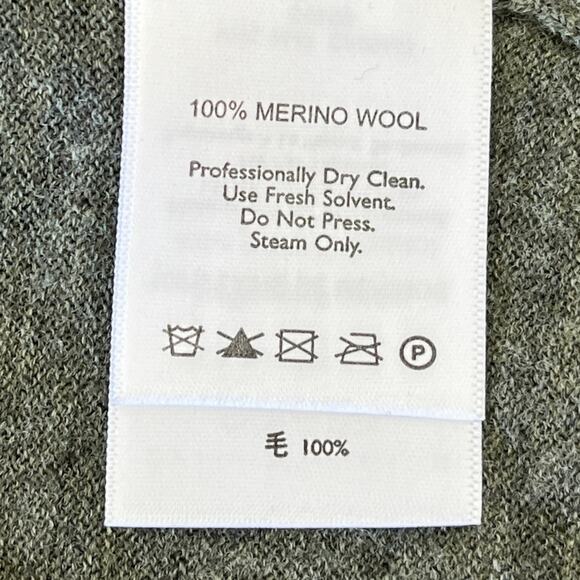 100% MERINO WOOL
Professionally Dry Clean.
Use Fresh Solvent.
Do Not Press.
Steam Only.
P
毛 100%